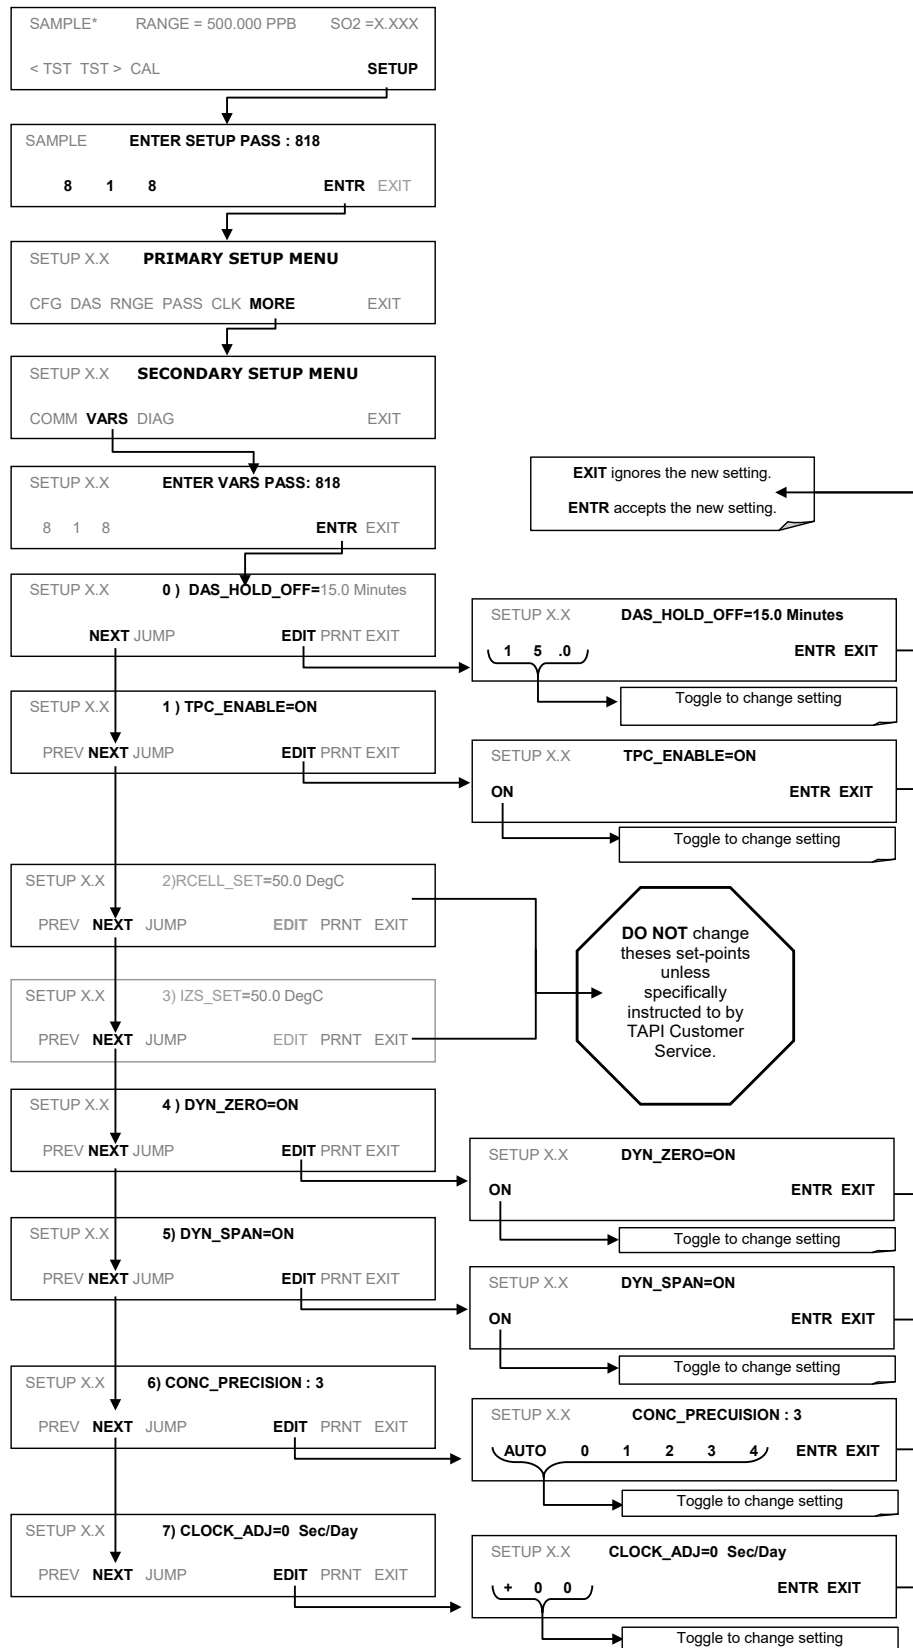 SAMPLE* RANGE = 500.000 PPB SO2 =X.XXX
< TST TST > CAL SETUP
SAMPLE ENTER SETUP PASS : 818
8 1 8 ENTR EXIT
SETUP X.X PRIMARY SETUP MENU
CFG DAS RNGE PASS CLK MORE EXIT
SETUP X.X SECONDARY SETUP MENU
COMM VARS DIAG EXIT
SETUP X.X ENTER VARS PASS: 818
8 1 8 ENTR EXIT
EXIT ignores the new setting.
ENTR accepts the new setting.
SETUP X.X 0 ) DAS_HOLD_OFF=15.0 Minutes
NEXT JUMP EDIT PRNT EXIT
SETUP X.X DAS_HOLD_OFF=15.0 Minutes
1 5 .0 ENTR EXIT
Toggle to change setting
SETUP X.X 1 ) TPC_ENABLE=ON
PREV NEXT JUMP EDIT PRNT EXIT
SETUP X.X TPC_ENABLE=ON
ON ENTR EXIT
Toggle to change setting
SETUP X.X 2)RCELL_SET=50.0 DegC
PREV NEXT JUMP EDIT PRNT EXIT
SETUP X.X 3) IZS_SET=50.0 DegC
PREV NEXT JUMP EDIT PRNT EXIT
DO NOT change
theses set-points
unless
specifically
instructed to by
TAPI Customer
Service.
SETUP X.X 4 ) DYN_ZERO=ON
PREV NEXT JUMP EDIT PRNT EXIT
SETUP X.X DYN_ZERO=ON
ON ENTR EXIT
Toggle to change setting
SETUP X.X 5) DYN_SPAN=ON
PREV NEXT JUMP EDIT PRNT EXIT
SETUP X.X DYN_SPAN=ON
ON ENTR EXIT
Toggle to change setting
SETUP X.X 6) CONC_PRECISION : 3
PREV NEXT JUMP EDIT PRNT EXIT
SETUP X.X CONC_PRECUISION : 3
AUTO 0 1 2 3 4 ENTR EXIT
Toggle to change setting
SETUP X.X 7) CLOCK_ADJ=0 Sec/Day
PREV NEXT JUMP EDIT PRNT EXIT
SETUP X.X CLOCK_ADJ=0 Sec/Day
+ 0 0 ENTR EXIT
Toggle to change setting